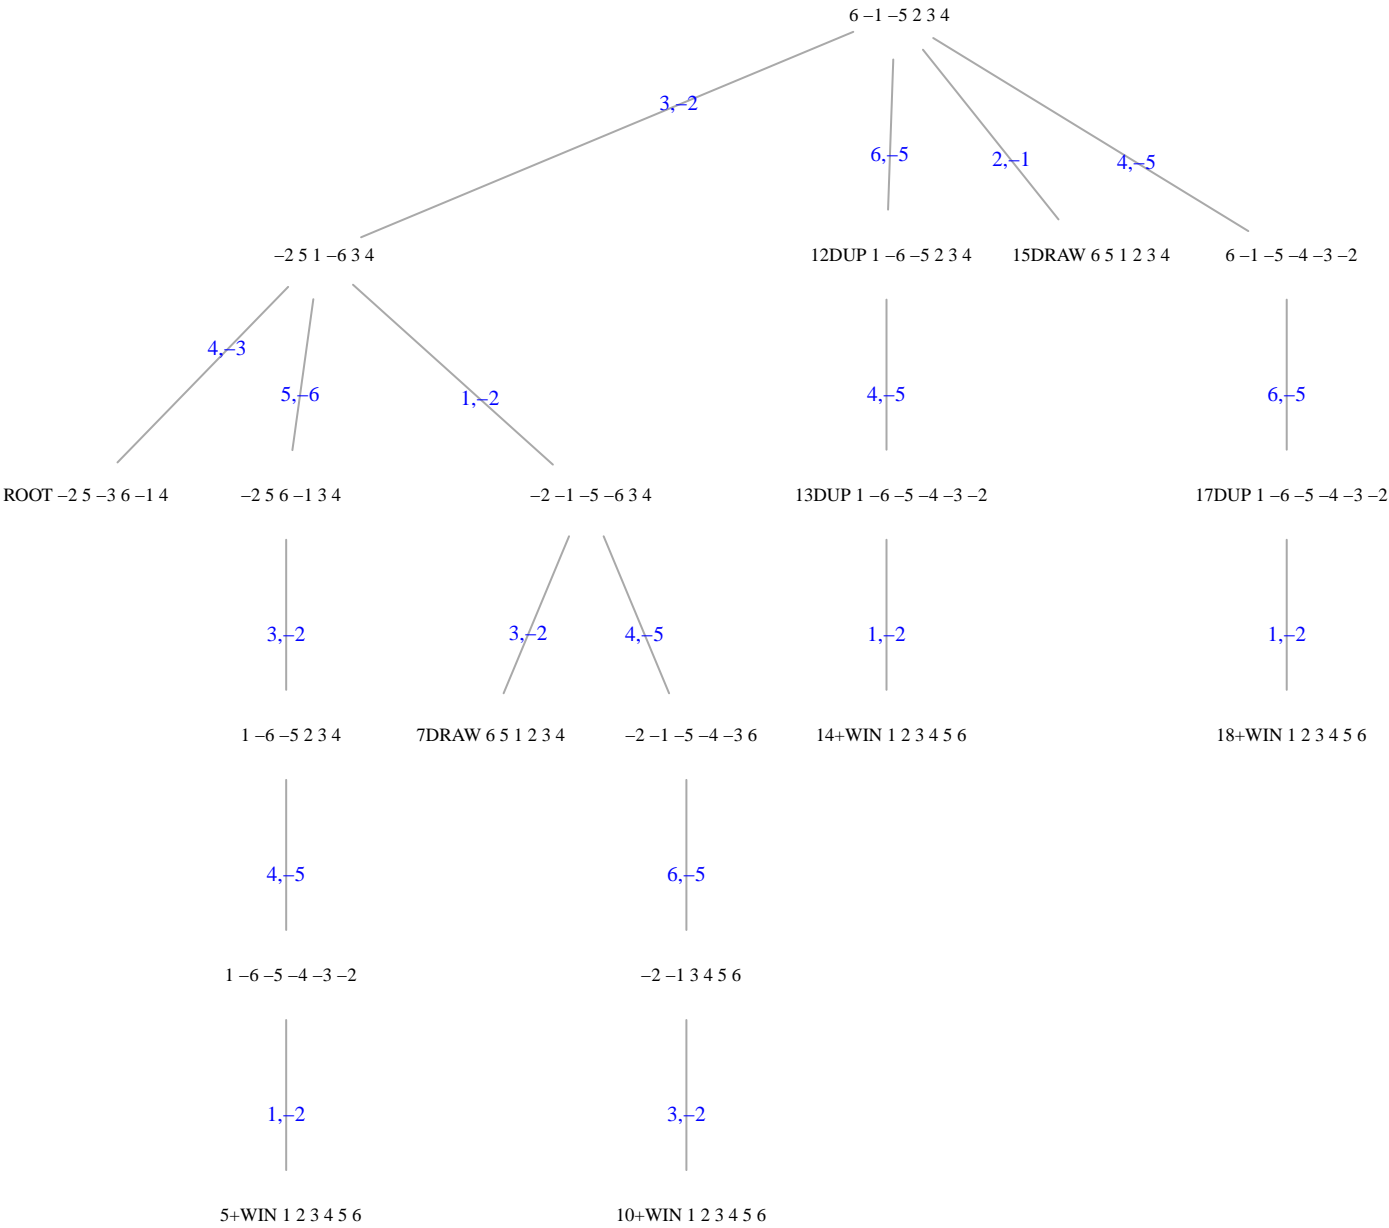 6 –1 –5 2 3 4
3,–2
6,–5
2,–1
4,–5
–2 5 1 –6 3 4
12DUP 1 –6 –5 2 3 4
15DRAW 6 5 1 2 3 4
6 –1 –5 –4 –3 –2
4,–3
5,–6
1,–2
4,–5
6,–5
ROOT –2 5 –3 6 –1 4
–2 5 6 –1 3 4
–2 –1 –5 –6 3 4
13DUP 1 –6 –5 –4 –3 –2
17DUP 1 –6 –5 –4 –3 –2
3,–2
3,–2
4,–5
1,–2
1,–2
1 –6 –5 2 3 4
7DRAW 6 5 1 2 3 4
–2 –1 –5 –4 –3 6
14+WIN 1 2 3 4 5 6
18+WIN 1 2 3 4 5 6
4,–5
6,–5
1 –6 –5 –4 –3 –2
–2 –1 3 4 5 6
1,–2
3,–2
5+WIN 1 2 3 4 5 6
10+WIN 1 2 3 4 5 6